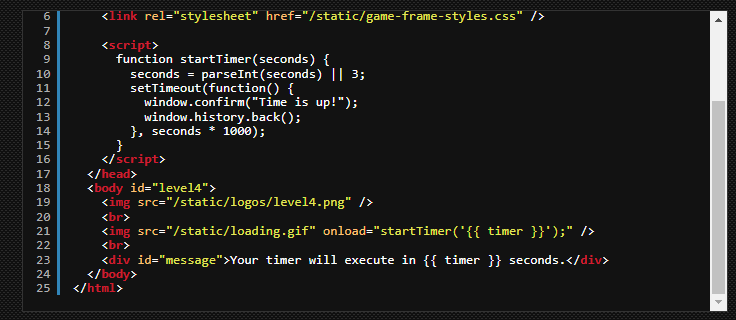 6 <link rel="stylesheet" href="/static/game-frame-styles.css" />
7
8 <script>
9 function startTimer(seconds) {
10 seconds = parseInt(seconds) || 3;
11 setTimeout(function() {
12 window.confirm("Time is up!");
13 window.history.back();
14 }, seconds * 1000);
15 }
16 </script>
17 </head>
18 <body id="level4">
19 <img src="/static/logos/level4.png" />
20 <br>
21 <img src="/static/loading.gif" onload="startTimer('{{ timer }}');" />
22 <br>
23 <div id="message">Your timer will execute in {{ timer }} seconds.</div>
24 </body>
25 </html>